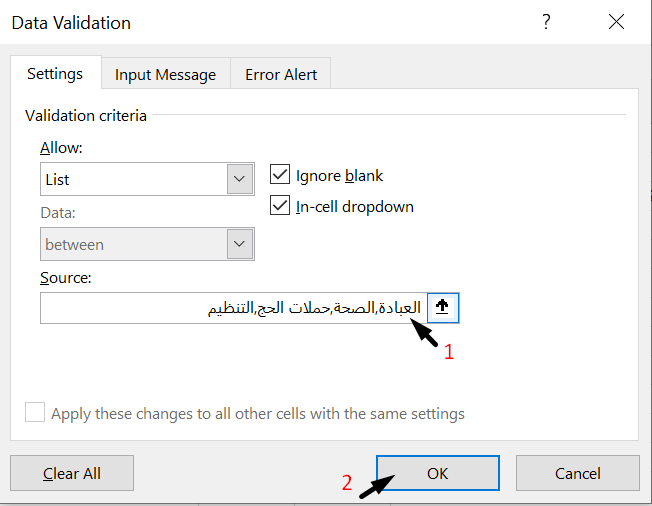 Data Validation ?
Settings Input Message Error Alert
Validation criteria
Allow:
List
Ignore blank
In-cell dropdown
Data:
between
Source:
العبادة,الصحة,حملات الحج,التنظيم
1
Apply these changes to all other cells with the same settings
Clear All
2
OK
Cancel